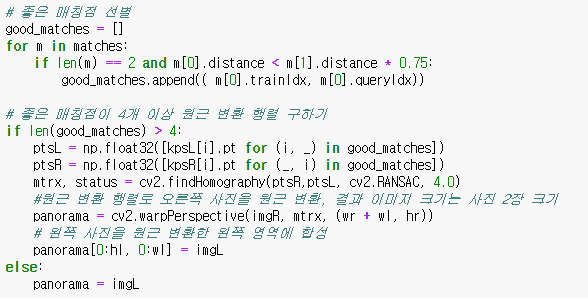 # 좋은 매칭점 선별
good_matches = []
for m in matches:
    if len(m) == 2 and m[0].distance < m[1].distance * 0.75:
        good_matches.append(( m[0].trainIdx, m[0].queryIdx))

# 좋은 매칭점이 4개 이상 원근 변환 행렬 구하기
if len(good_matches) > 4:
    ptsL = np.float32([kpsL[i].pt for (i, _) in good_matches])
    ptsR = np.float32([kpsR[i].pt for (_, i) in good_matches])
    mtrx, status = cv2.findHomography(ptsR,ptsL, cv2.RANSAC, 4.0)
    #원근 변환 행렬로 오른쪽 사진을 원근 변환, 결과 이미지 크기는 사진 2장 크기
    panorama = cv2.warpPerspective(imgR, mtrx, (wr + wl, hr))
    # 왼쪽 사진을 원근 변환한 왼쪽 영역에 합성
    panorama[0:hl, 0:wl] = imgL
else:
    panorama = imgL